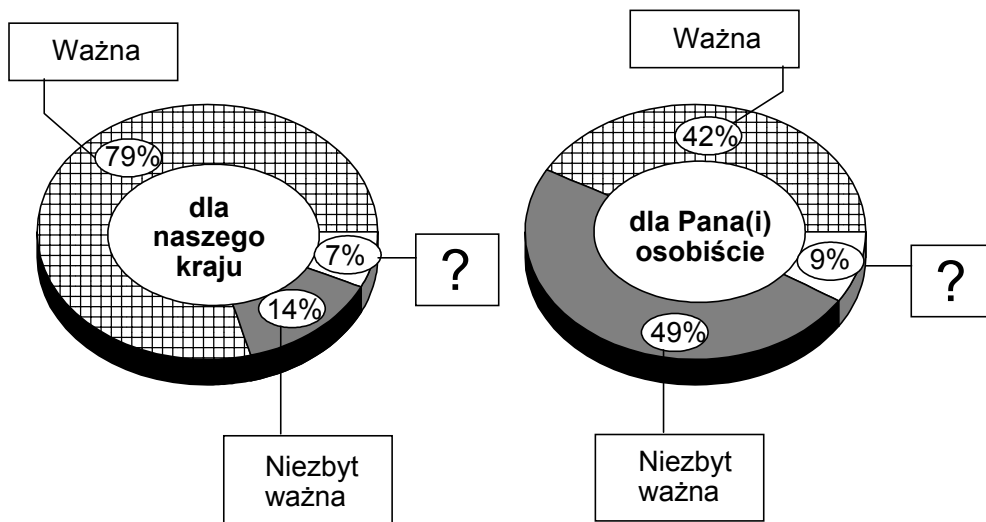 Ważna
79%
dla
naszego
kraju
7%
?
14%
Niezbyt
ważna
Ważna
42%
dla Pana(i)
osobiście
9%
?
49%
Niezbyt
ważna